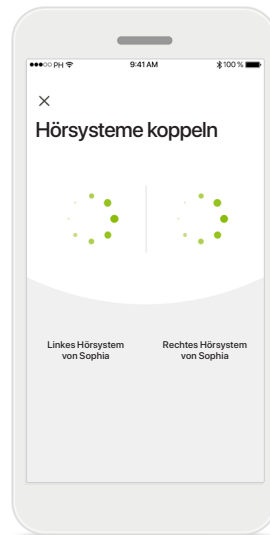 PH 9:41 AM 100 %
Hörsysteme koppeln
Linkes Hörsystem Rechtes Hörsystem
von Sophia von Sophia